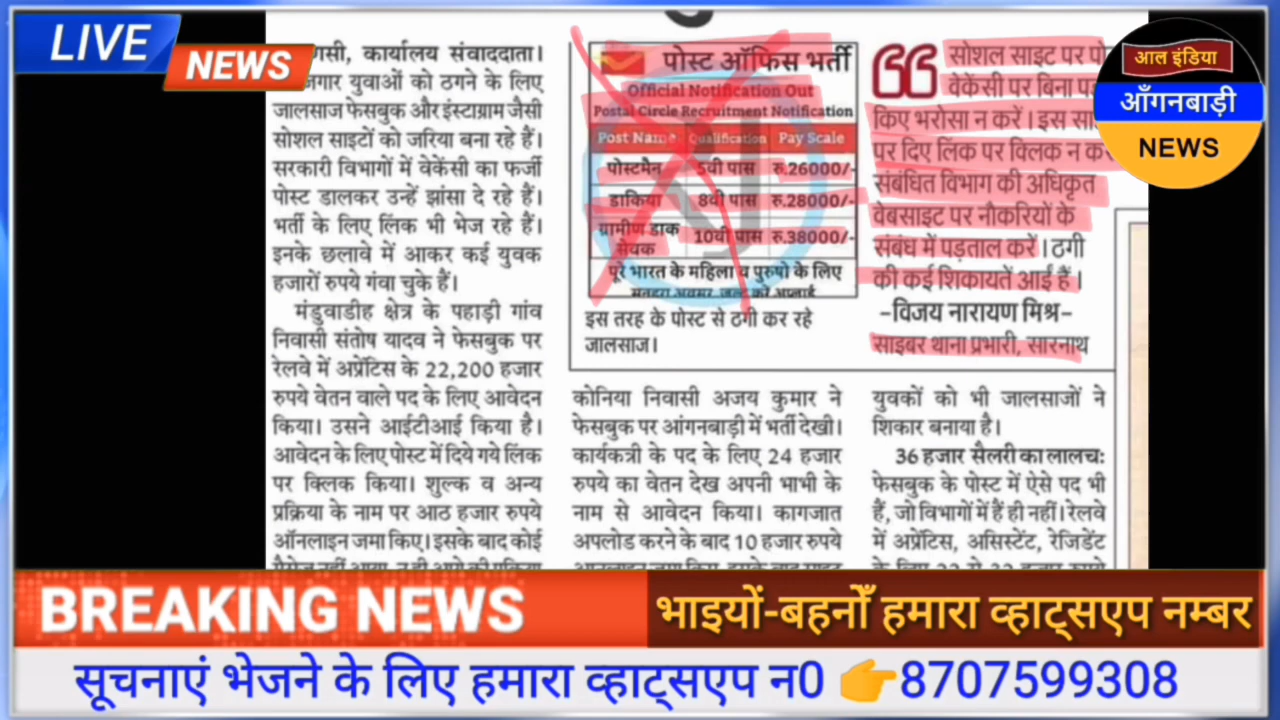 LIVE
NEWS
कार्यालय संवाददाता।
युवाओं को ठगने के लिए
जालसाज फेसबुक और इंस्टाग्राम जैसी
सोशल साइटों को जरिया बना रहे हैं।
सरकारी विभागों में वेकेंसी का फर्जी
पोस्ट डालकर उन्हें झांसा दे रहे हैं।
भर्ती के लिए लिंक भी भेज रहे हैं।
इनके छलावे में आकर कई युवक
हजारों रुपये गंवा चुके हैं।
मंडुवाडीह क्षेत्र के पहाड़ी गांव
निवासी संतोष यादव ने फेसबुक पर
रेलवे में अप्रेंटिस के 22,200 हजार
रुपये वेतन वाले पद के लिए आवेदन
किया। उसने आईटीआई किया है।
आवेदन के लिए पोस्ट में दिये गये लिंक
पर क्लिक किया। शुल्क व अन्य
प्रक्रिया के नाम पर आठ हजार रुपये
ऑनलाइन जमा किए। इसके बाद कोई
पोस्ट ऑफिस भर्ती
Official Notification Out
Postal Circle Recruitment Notification
Post Name Qualification Pay Scale
पोस्टमैन 5वी पास रु.26000/-
डाकिया 8वी पास रु.28000/-
ग्रामीण डाक सेवक 10वी पास रु.38000/-
पूरे भारत के महिला व पुरुषो के लिए
इस तरह के पोस्ट से ठगी कर रहे
जालसाज।
कोनिया निवासी अजय कुमार ने
फेसबुक पर आंगनबाड़ी में भर्ती देखी।
कार्यकत्री के पद के लिए 24 हजार
रुपये का वेतन देख अपनी भाभी के
नाम से आवेदन किया। कागजात
अपलोड करने के बाद 10 हजार रुपये
सोशल साइट पर
वेकेंसी पर बिना
किए भरोसा न करें। इस
पर दिए लिंक पर क्लिक न
संबंधित विभाग की अधिकृत
वेबसाइट पर नौकरियों के
संबंध में पड़ताल करें। ठगी
की कई शिकायतें आई हैं।
-विजय नारायण मिश्र-
साइबर थाना प्रभारी, सारनाथ
युवकों को भी जालसाजों ने
शिकार बनाया है।
36 हजार सैलरी का लालच:
फेसबुक के पोस्ट में ऐसे पद भी
हैं, जो विभागों में हैं ही नहीं। रेलवे
में अप्रेंटिस, असिस्टेंट, रेजिडेंट
आल इंडिया
आँगनबाड़ी
NEWS
BREAKING NEWS
भाइयों-बहनोँ हमारा व्हाट्सएप नम्बर
सूचनाएं भेजने के लिए हमारा व्हाट्सएप न0 👉8707599308